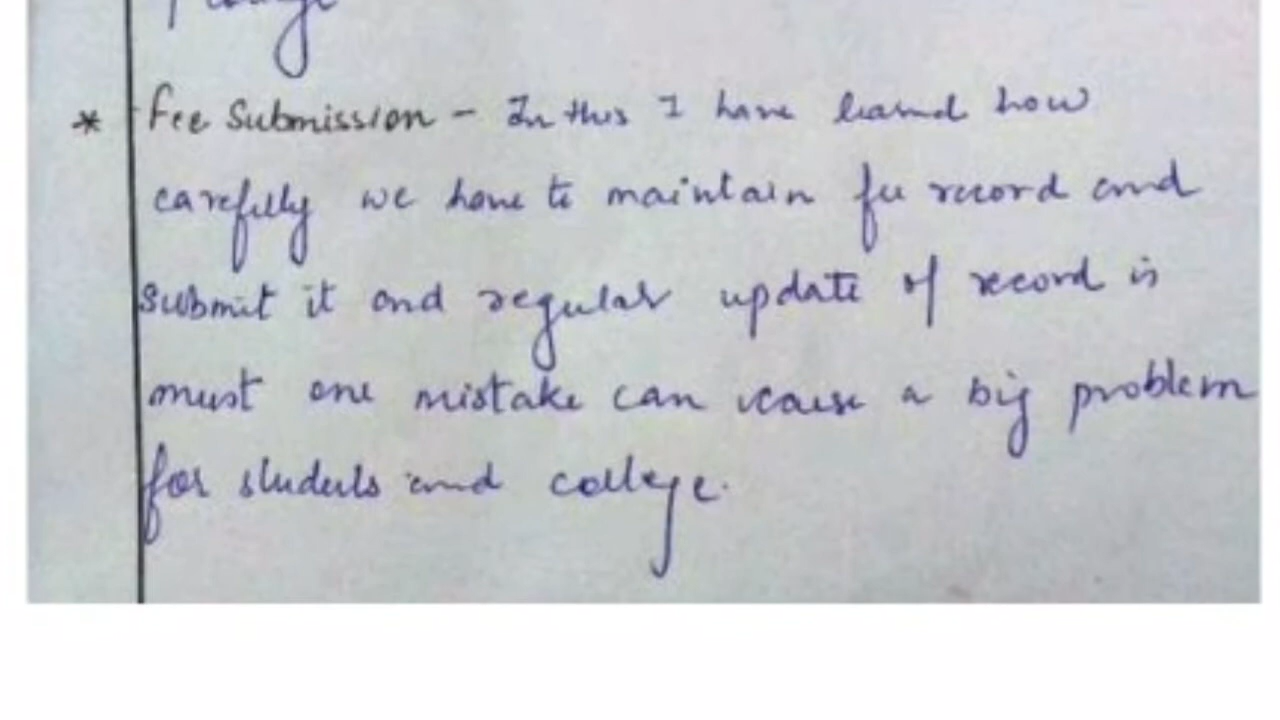 * Fee Submission - In this I have learned how
carefully we have to maintain fee record and
submit it and regular update of record is
must one mistake can cause a big problem
for students and college.